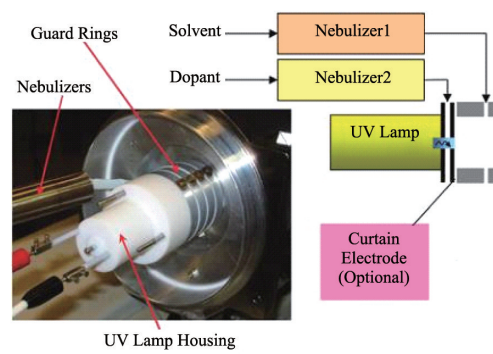 Guard Rings
Nebulizers
UV Lamp Housing
Solvent
Nebulizer1
Dopant
Nebulizer2
UV Lamp
Curtain
Electrode
(Optional)